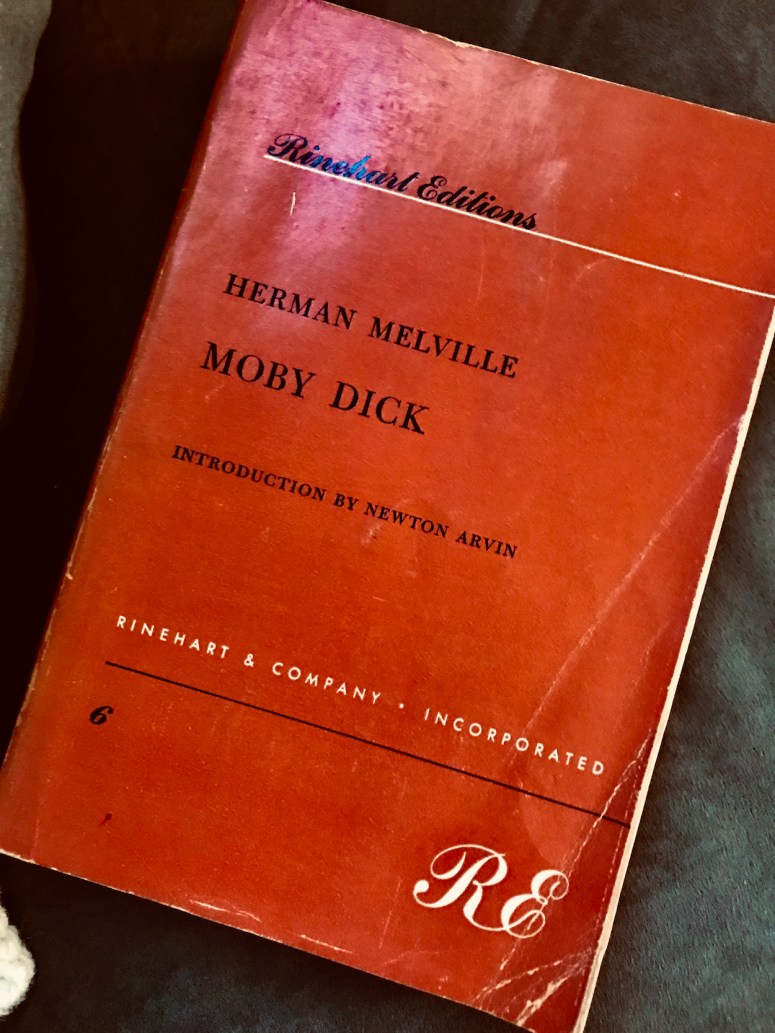 Rinehart Editions
HERMAN MELVILLE
MOBY DICK
INTRODUCTION BY NEWTON ARVIN
RINEHART & COMPANY • INCORPORATED
6
RE